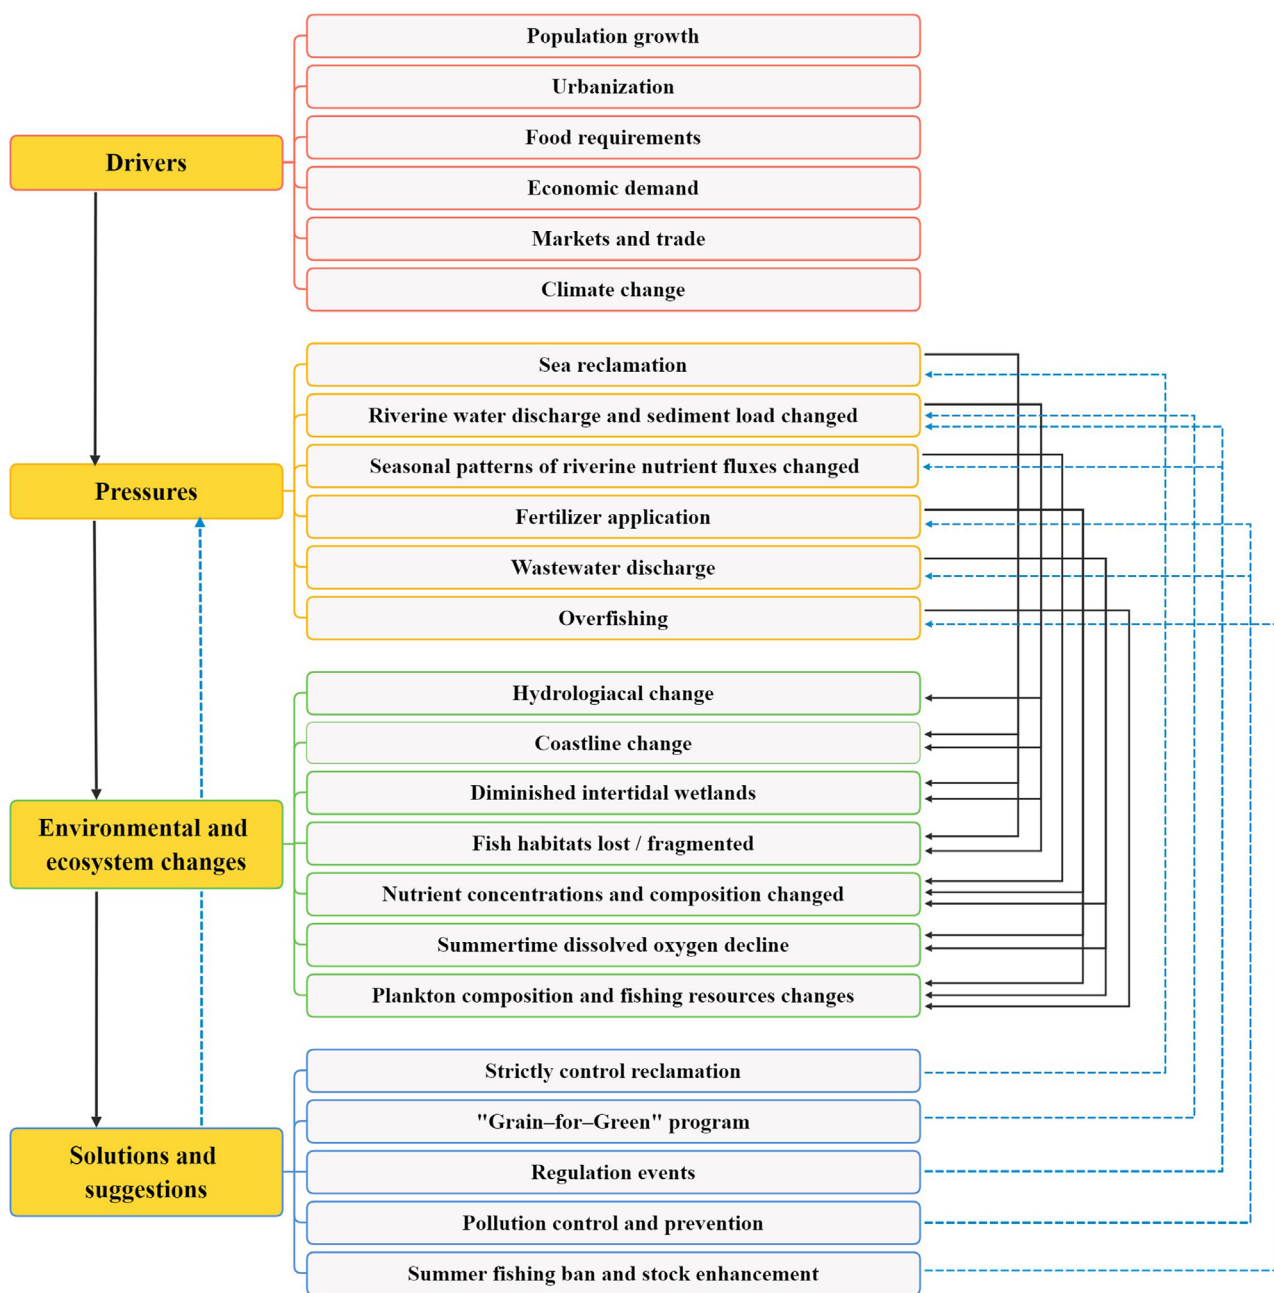 Population growth
Urbanization
Food requirements
Drivers
Economic demand
Markets and trade
Climate change
Sea reclamation
Riverine water discharge and sediment load changed
Seasonal patterns of riverine nutrient fluxes changed
Pressures
Fertilizer application
Wastewater discharge
Overfishing
Hydrologiacal change
Coastline change
Diminished intertidal wetlands
Environmental and
ecosystem changes
Fish habitats lost / fragmented
Nutrient concentrations and composition changed
Summertime dissolved oxygen decline
Plankton composition and fishing resources changes
Strictly control reclamation
"Grain–for–Green" program
Solutions and
suggestions
Regulation events
Pollution control and prevention
Summer fishing ban and stock enhancement